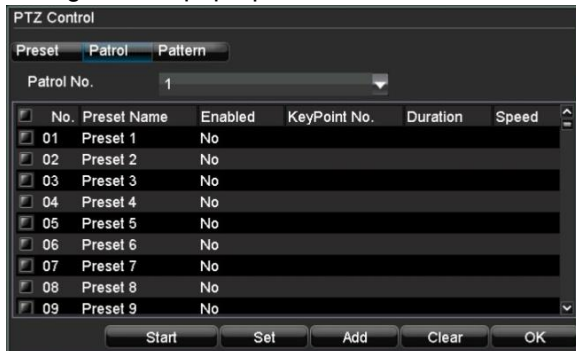 PTZ Control
Preset Patrol Pattern
Patrol No. 1
No. Preset Name Enabled KeyPoint No. Duration Speed
01 Preset 1 No
02 Preset 2 No
03 Preset 3 No
04 Preset 4 No
05 Preset 5 No
06 Preset 6 No
07 Preset 7 No
08 Preset 8 No
09 Preset 9 No
Start Set Add Clear OK